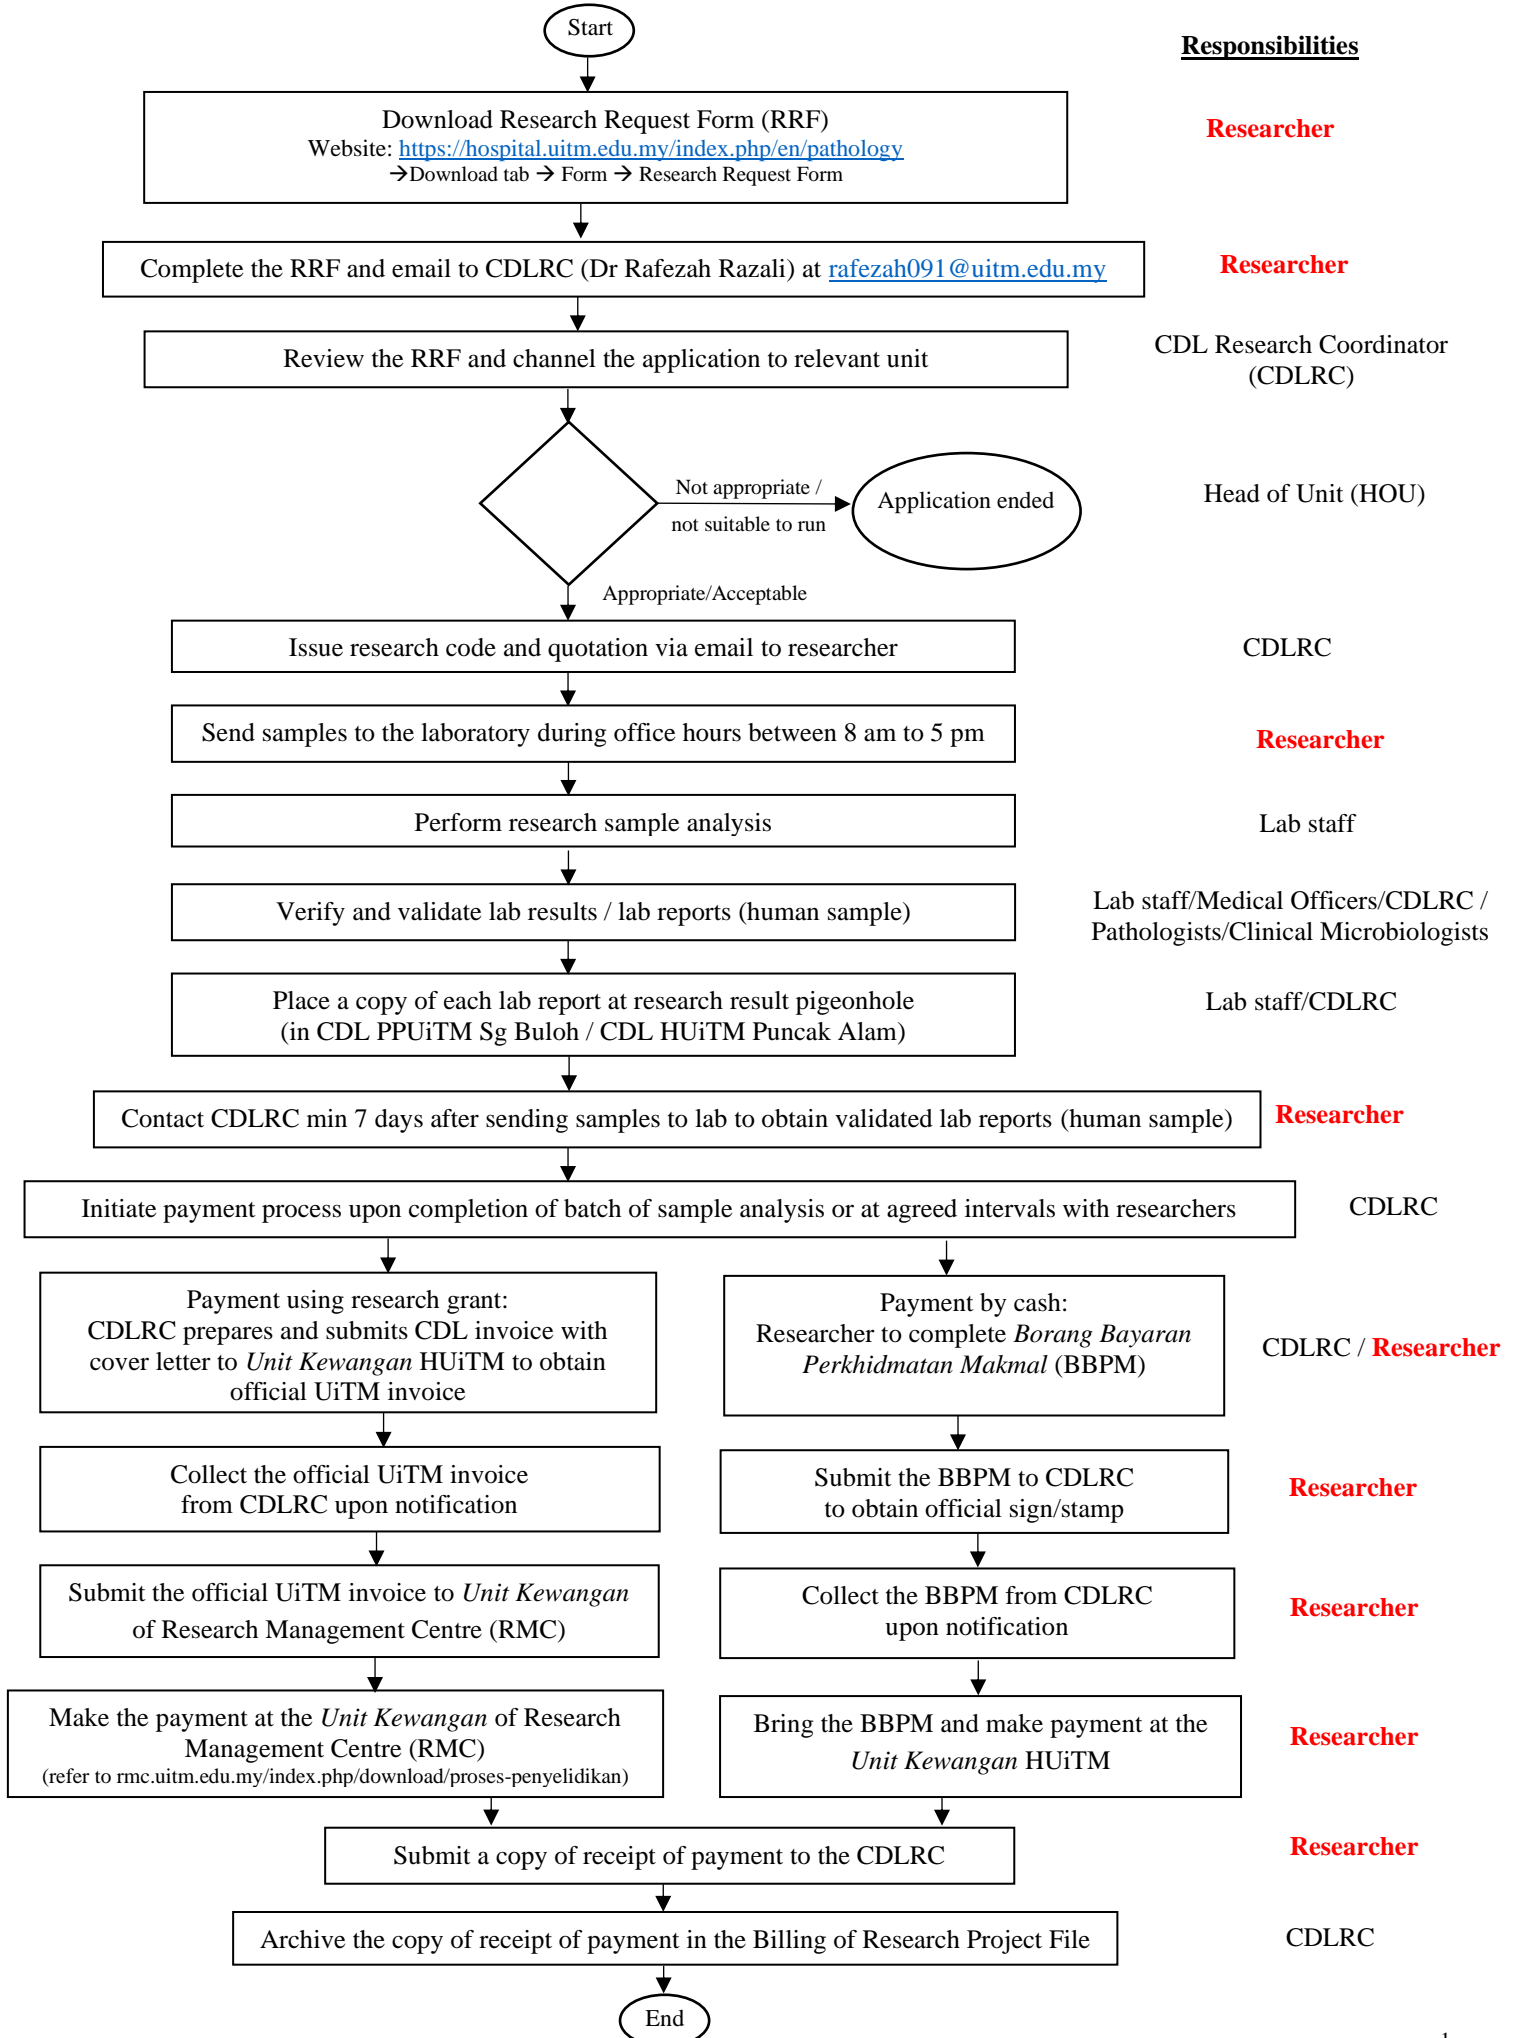 Start
Responsibilities
Download Research Request Form (RRF)
Website: https://hospital.uitm.edu.my/index.php/en/pathology
→Download tab → Form → Research Request Form
Researcher
Complete the RRF and email to CDLRC (Dr Rafezah Razali) at rafezah091@uitm.edu.my
Researcher
Review the RRF and channel the application to relevant unit
CDL Research Coordinator
(CDLRC)
Not appropriate /
not suitable to run
Application ended
Head of Unit (HOU)
Appropriate/Acceptable
Issue research code and quotation via email to researcher
CDLRC
Send samples to the laboratory during office hours between 8 am to 5 pm
Researcher
Perform research sample analysis
Lab staff
Verify and validate lab results / lab reports (human sample)
Lab staff/Medical Officers/CDLRC /
Pathologists/Clinical Microbiologists
Place a copy of each lab report at research result pigeonhole
(in CDL PPUiTM Sg Buloh / CDL HUiTM Puncak Alam)
Lab staff/CDLRC
Contact CDLRC min 7 days after sending samples to lab to obtain validated lab reports (human sample)
Researcher
Initiate payment process upon completion of batch of sample analysis or at agreed intervals with researchers
CDLRC
Payment using research grant:
CDLRC prepares and submits CDL invoice with
cover letter to Unit Kewangan HUiTM to obtain
official UiTM invoice
Payment by cash:
Researcher to complete Borang Bayaran
Perkhidmatan Makmal (BBPM)
CDLRC / Researcher
Collect the official UiTM invoice
from CDLRC upon notification
Submit the BBPM to CDLRC
to obtain official sign/stamp
Researcher
Submit the official UiTM invoice to Unit Kewangan
of Research Management Centre (RMC)
Collect the BBPM from CDLRC
upon notification
Researcher
Make the payment at the Unit Kewangan of Research
Management Centre (RMC)
(refer to rmc.uitm.edu.my/index.php/download/proses-penyelidikan)
Bring the BBPM and make payment at the
Unit Kewangan HUiTM
Researcher
Submit a copy of receipt of payment to the CDLRC
Researcher
Archive the copy of receipt of payment in the Billing of Research Project File
CDLRC
End
1